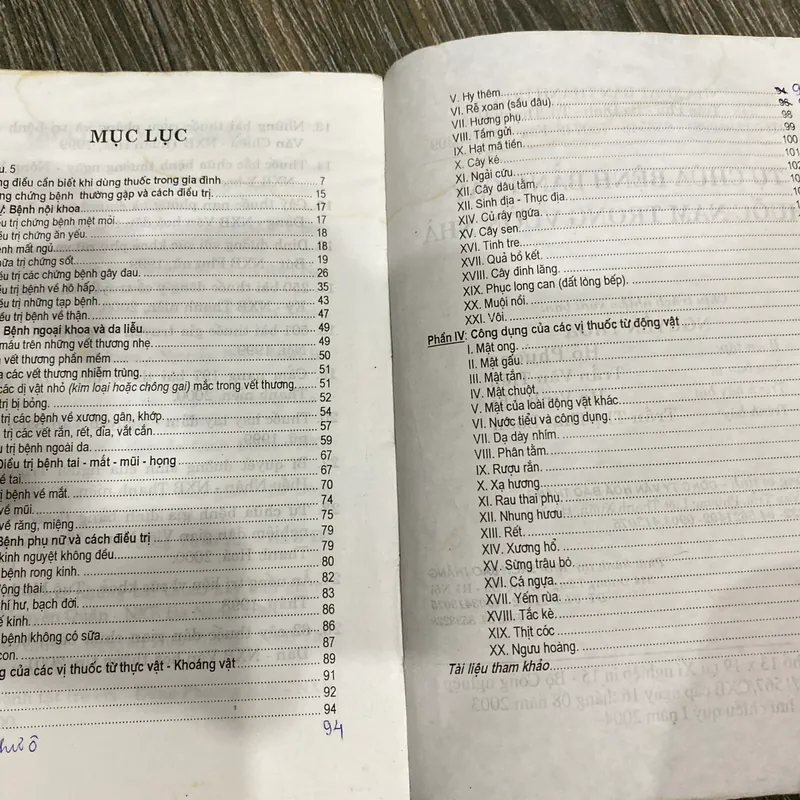 MỤC LỤC
5
điều cần biết khi dùng thuốc trong gia đình 7
chứng bệnh thường gặp và cách điều trị. 15
Bệnh nội khoa. 17
trị chứng bệnh mệt mỏi. 17
trị chứng ăn yếu. 18
mất ngủ. 18
trị chứng sốt. 19
trị các chứng bệnh gây đau. 26
trị bệnh về hô hấp. 35
trị những tạp bệnh. 43
trị bệnh về thận. 47
Bệnh ngoại khoa và da liễu. 49
máu trên những vết thương nhẹ. 49
vết thương phần mềm 50
các vết thương nhiễm trùng. 51
các dị vật nhỏ (kim loại hoặc chông gai) mắc trong vết thương. 51
trị bị bỏng. 52
trị các bệnh về xương, gân, khớp. 54
trị các vết rắn, rết, đỉa, vắt cắn. 57
trị bệnh ngoài da. 59
Điều trị bệnh tai - mắt - mũi - họng 67
về tai. 67
bệnh về mắt. 70
về mũi. 74
về răng, miệng. 79
Bệnh phụ nữ và cách điều trị 79
kinh nguyệt không đều. 79
bệnh rong kinh. 80
động thai. 82
khí hư, bạch đới. 83
kinh. 86
bệnh không có sữa 86
con. 87
của các vị thuốc từ thực vật - Khoáng vật 89
91
92
94
94
V. Hy thêm.
VI. Rễ xoan (sấu đâu).
VII. Hương phụ. 98
VIII. Tầm gửi. 99
IX. Hạt mã tiền. 100
X. Cây ké.
XI. Ngải cứu.
XII. Cây dâu tằm.
XIII. Sinh địa - Thục địa.
XIV. Củ ráy ngứa.
XV. Cây sen.
XVI. Tinh tre.
XVII. Quả bồ kết.
XVIII. Cây đinh lăng.
XIX. Phục long can (đất lòng bếp).
XX. Muội nồi.
XXI. Vôi.
Phần IV: Công dụng của các vị thuốc từ động vật
I. Mật ong.
II. Mật gấu.
III. Mật rắn.
IV. Mật chuột.
V. Mật của loài động vật khác.
VI. Nước tiểu và công dụng.
VII. Dạ dày nhím.
VIII. Phân tằm.
IX. Rượu rắn.
X. Xạ hương.
XI. Rau thai phụ.
XII. Nhung hươu.
XIII. Rết.
XIV. Xương hổ.
XV. Sừng trâu bò.
XVI. Cá ngựa.
XVII. Yếm rùa.
XVIII. Tắc kè.
XIX. Thịt cóc
XX. Ngưu hoàng.
Tài liệu tham khảo.